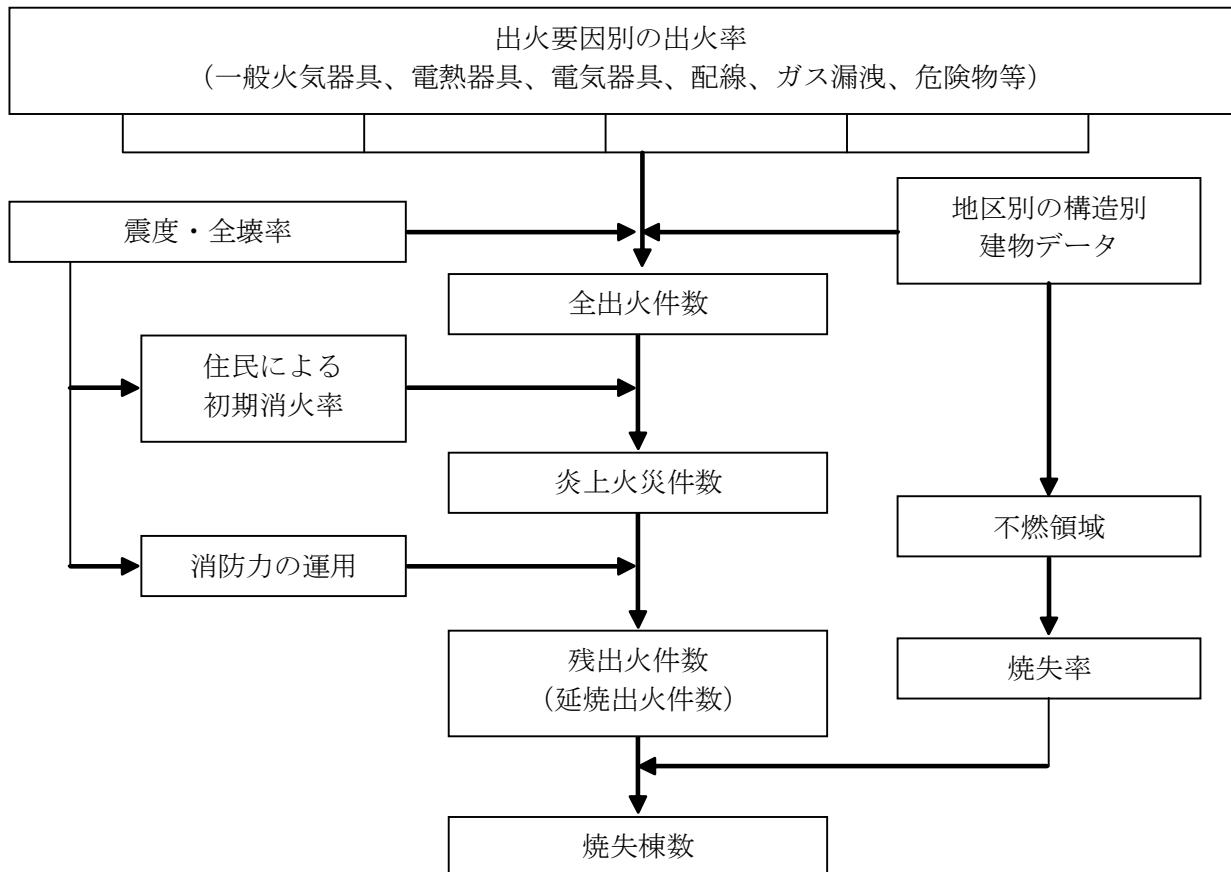 出火要因別の出火率
（一般火気器具、電熱器具、電気器具、配線、ガス漏洩、危険物等）
震度・全壊率
地区別の構造別
建物データ
全出火件数
住民による
初期消火率
炎上火災件数
不燃領域
消防力の運用
残出火件数
（延焼出火件数）
焼失率
焼失棟数